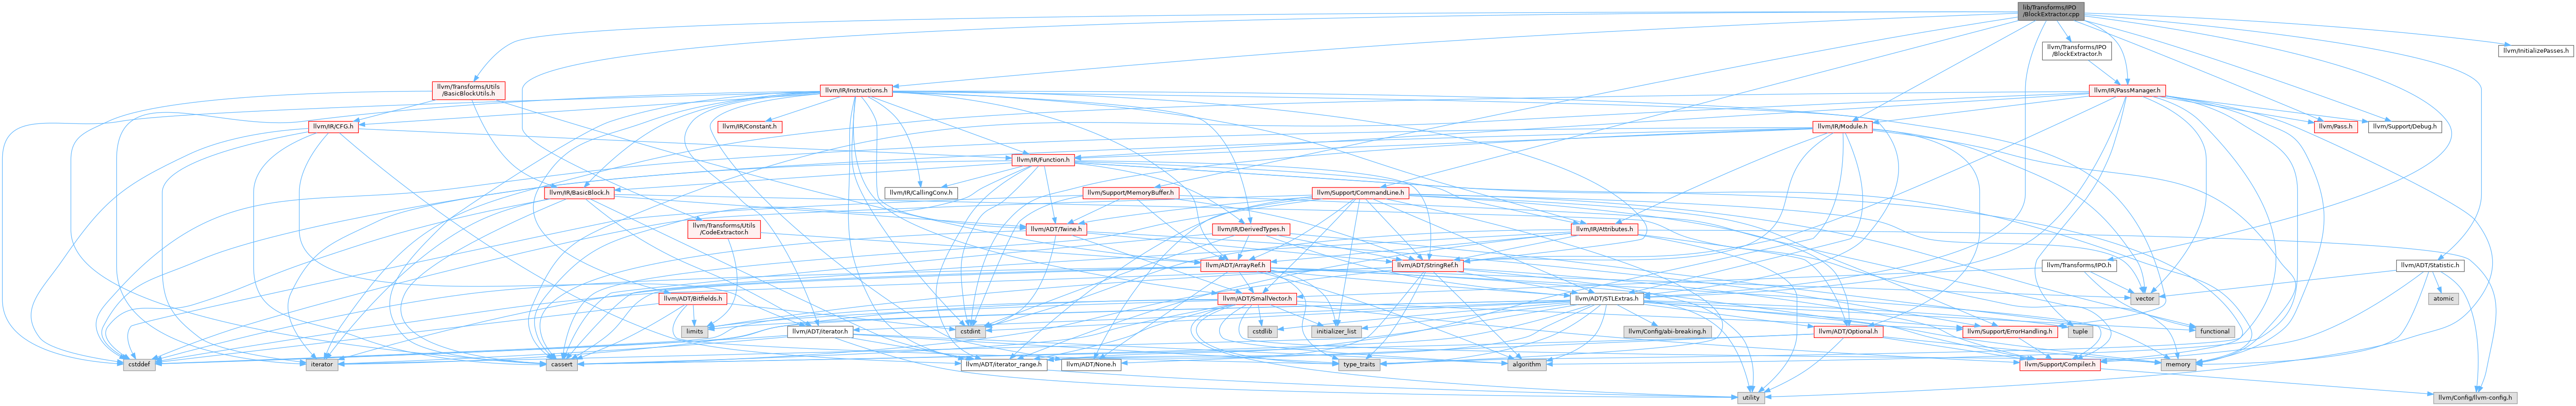 lib/Transforms/IPO
/BlockExtractor.cpp
llvm/Transforms/IPO
/BlockExtractor.h
llvm/InitializePasses.h
llvm/Transforms/Utils
/BasicBlockUtils.h
llvm/IR/Instructions.h
llvm/IR/PassManager.h
llvm/IR/CFG.h
llvm/IR/Constant.h
llvm/IR/Module.h
llvm/Pass.h
llvm/Support/Debug.h
llvm/IR/Function.h
llvm/IR/BasicBlock.h
llvm/IR/CallingConv.h
llvm/Support/MemoryBuffer.h
llvm/Support/CommandLine.h
llvm/Transforms/Utils
/CodeExtractor.h
llvm/ADT/Twine.h
llvm/IR/DerivedTypes.h
llvm/IR/Attributes.h
llvm/ADT/ArrayRef.h
llvm/ADT/StringRef.h
llvm/Transforms/IPO.h
llvm/ADT/Statistic.h
llvm/ADT/Bitfields.h
llvm/ADT/SmallVector.h
llvm/ADT/STLExtras.h
vector
atomic
limits
llvm/ADT/iterator.h
cstdint
cstdlib
initializer_list
llvm/Config/abi-breaking.h
llvm/ADT/Optional.h
llvm/Support/ErrorHandling.h
tuple
functional
cstddef
iterator
cassert
llvm/ADT/iterator_range.h
llvm/ADT/None.h
type_traits
algorithm
llvm/Support/Compiler.h
memory
utility
llvm/Config/llvm-config.h